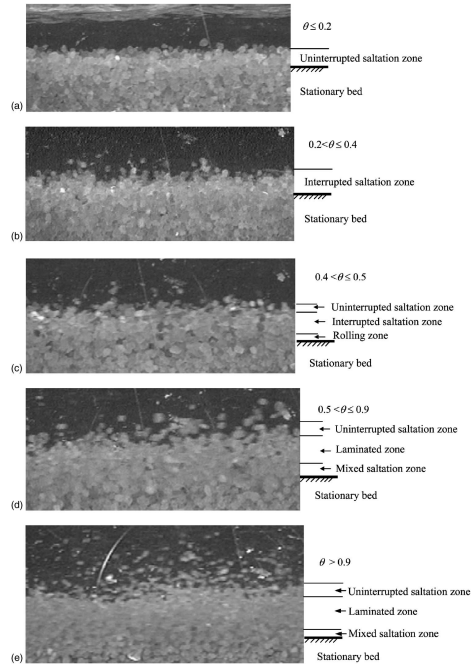 θ ≤ 0.2
Uninterrupted saltation zone
Stationary bed
(a)
0.2<θ ≤ 0.4
Interrupted saltation zone
Stationary bed
(b)
0.4 <θ ≤ 0.5
Uninterrupted saltation zone
Interrupted saltation zone
Rolling zone
Stationary bed
(c)
0.5 <θ ≤ 0.9
Uninterrupted saltation zone
Laminated zone
Mixed saltation zone
Stationary bed
(d)
θ > 0.9
Uninterrupted saltation zone
Laminated zone
Mixed saltation zone
Stationary bed
(e)